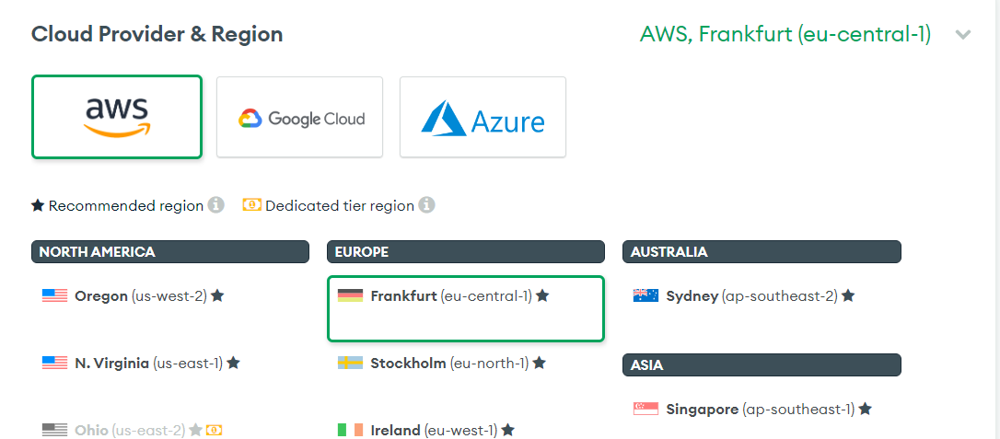 Cloud Provider & Region
AWS, Frankfurt (eu-central-1)
aws
Google Cloud
Azure
Recommended region
Dedicated tier region
NORTH AMERICA
Oregon (us-west-2)
N. Virginia (us-east-1)
Ohio (us-east-2)
EUROPE
Frankfurt (eu-central-1)
Stockholm (eu-north-1)
Ireland (eu-west-1)
AUSTRALIA
Sydney (ap-southeast-2)
ASIA
Singapore (ap-southeast-1)